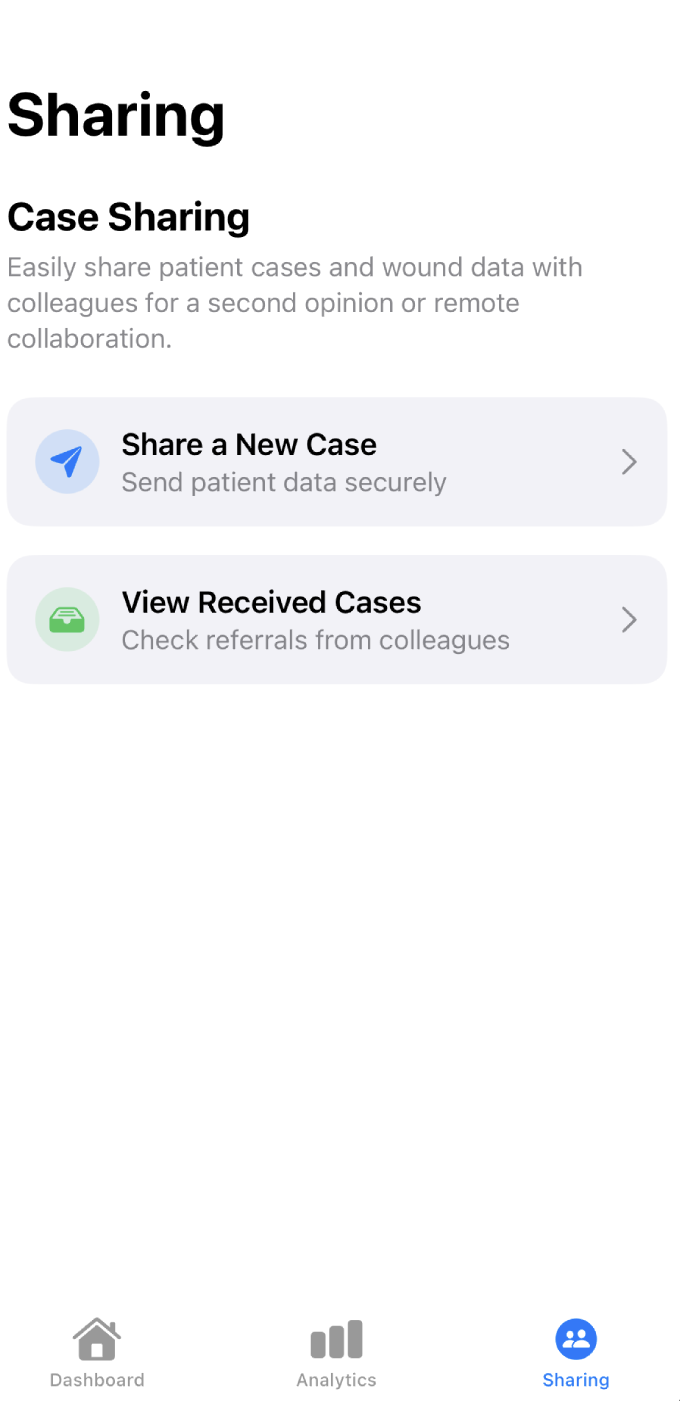 Sharing
Case Sharing
Easily share patient cases and wound data with
colleagues for a second opinion or remote
collaboration.
Share a New Case
Send patient data securely
View Received Cases
Check referrals from colleagues
Dashboard
Analytics
Sharing